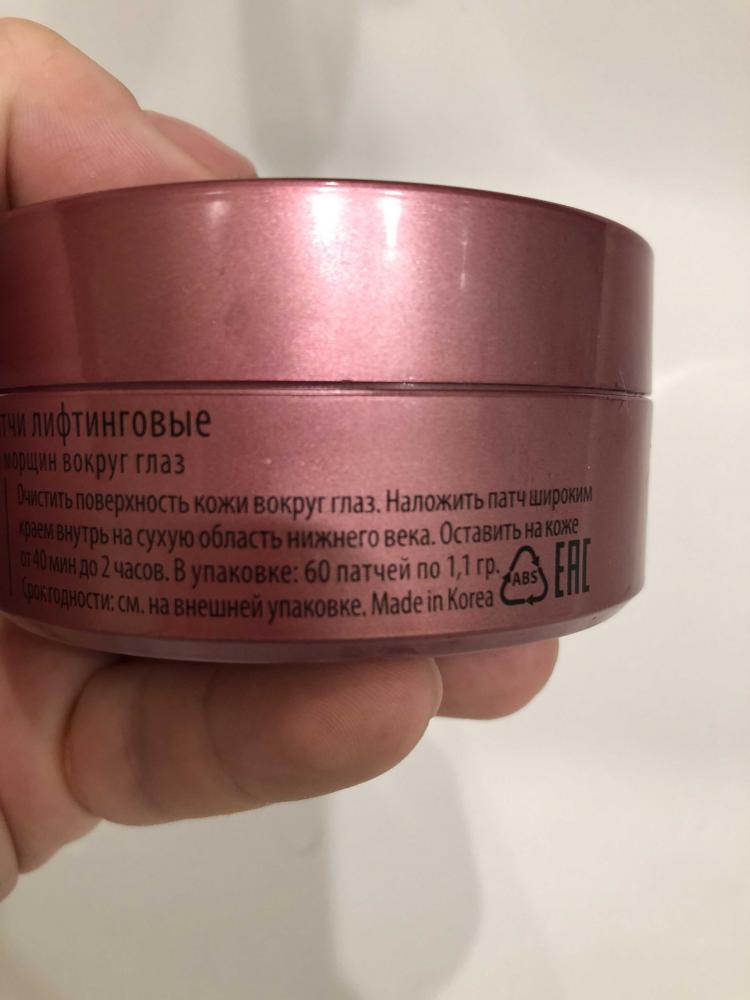 тчи лифтинговые
морщин вокруг глаз
Очистить поверхность кожи вокруг глаз. Наложить патч широким
краем внутрь на сухую область нижнего века. Оставить на коже
от 40 мин до 2 часов. В упаковке: 60 патчей по 1,1 гр.
Срок годности: см. на внешней упаковке. Made in Korea
ABS
EAC